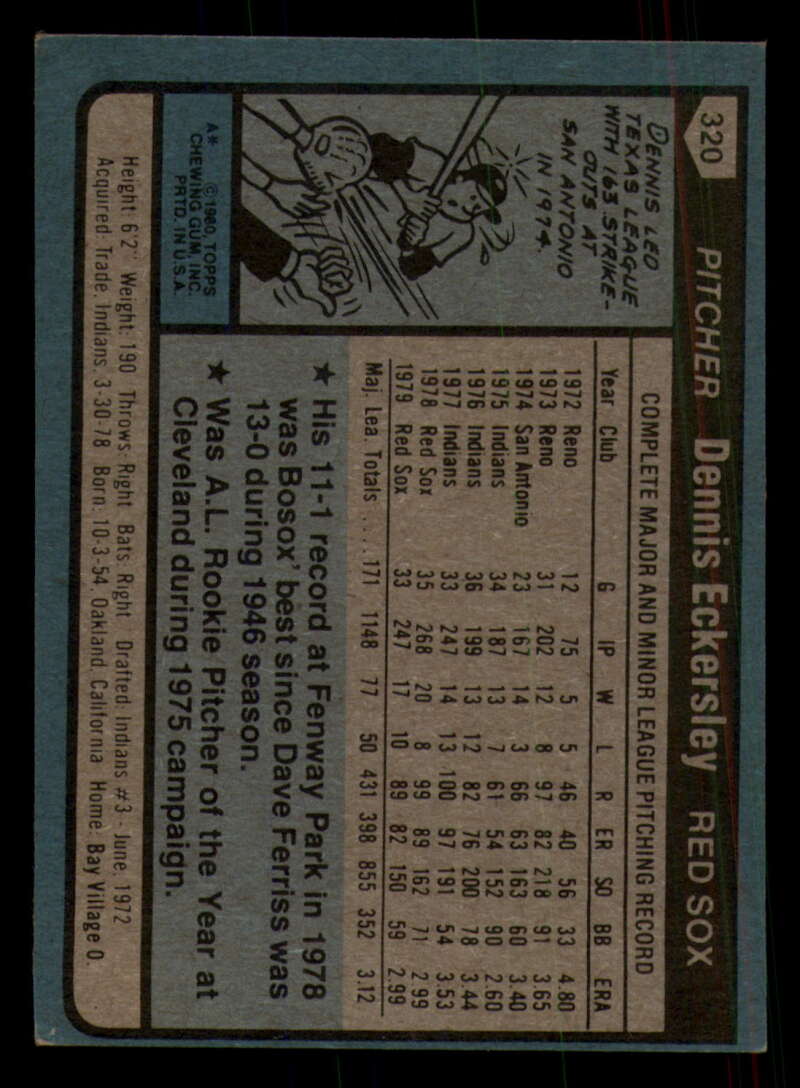 320
PITCHER Dennis Eckersley RED SOX
DENNIS LED
TEXAS LEAGUE
WITH 163 STRIKE-
OUTS AT
SAN ANTONIO
IN 1974.
A* ©1980, TOPPS
CHEWING GUM, INC.
PRTD. IN U.S.A.
COMPLETE MAJOR AND MINOR LEAGUE PITCHING RECORD
Year Club G IP W L R ER SO BB ERA
1972 Reno 12 75 5 5 46 40 56 33 4.80
1973 Reno 31 202 12 8 97 82 218 91 3.65
1974 San Antonio 23 167 14 3 66 63 163 60 3.40
1975 Indians 34 187 13 7 61 54 152 90 2.60
1976 Indians 36 199 13 12 82 76 200 78 3.44
1977 Indians 33 247 14 13 100 97 191 54 3.53
1978 Red Sox 35 268 20 8 99 89 162 71 2.99
1979 Red Sox 33 247 17 10 89 82 150 59 2.99
Maj. Lea. Totals ..... 171 1148 77 50 431 398 855 352 3.12
★ His 11-1 record at Fenway Park in 1978
was Bosox' best since Dave Ferriss was
13-0 during 1946 season.
★ Was A.L. Rookie Pitcher of the Year at
Cleveland during 1975 campaign.
Height: 6'2" Weight: 190 Throws: Right Bats: Right Drafted: Indians #3 - June, 1972
Acquired: Trade, Indians, 3-30-78 Born: 10-3-54, Oakland, California Home: Bay Village O.